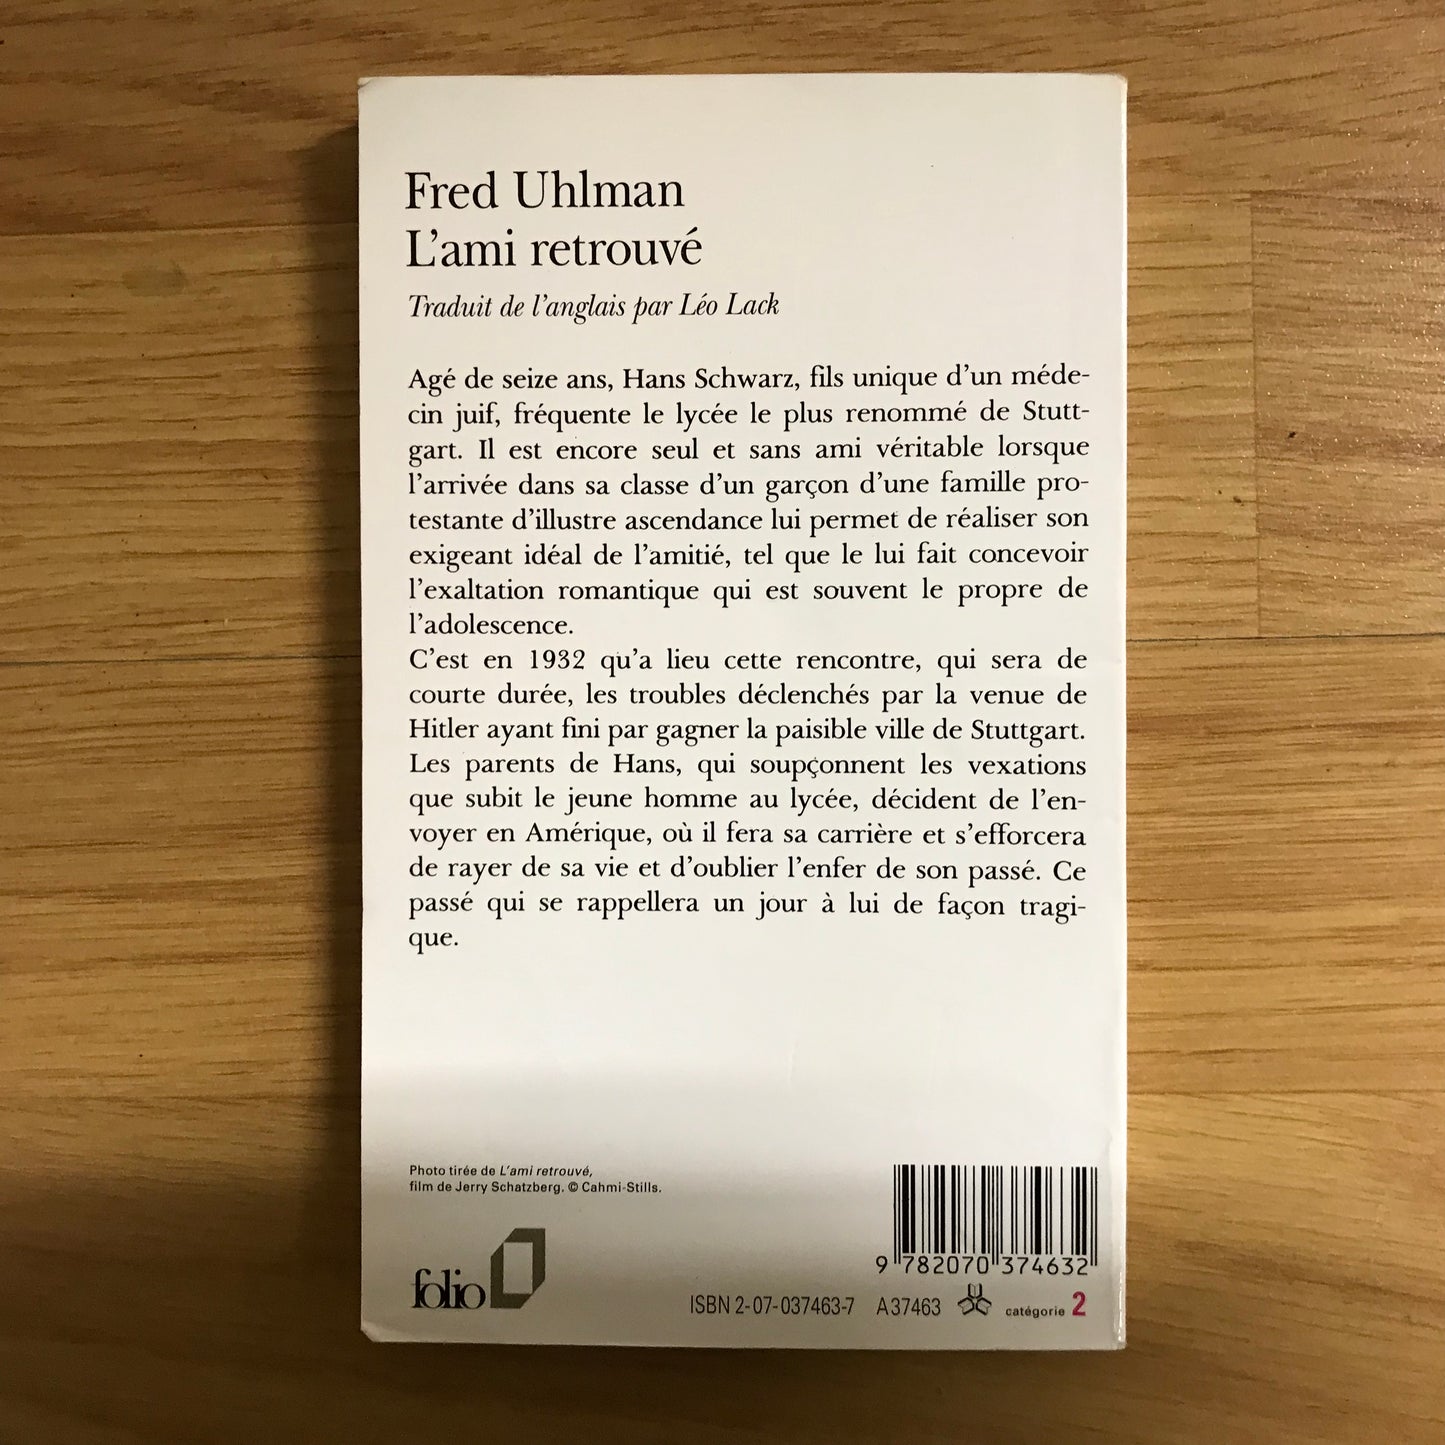 Fred Uhlman
L'ami retrouvé
Traduit de l'anglais par Léo Lack
Agé de seize ans, Hans Schwarz, fils unique d'un méde-
cin juif, fréquente le lycée le plus renommé de Stutt-
gart. Il est encore seul et sans ami véritable lorsque
l'arrivée dans sa classe d'un garçon d'une famille pro-
testante d'illustre ascendance lui permet de réaliser son
exigeant idéal de l'amitié, tel que le lui fait concevoir
l'exaltation romantique qui est souvent le propre de
l'adolescence.
C'est en 1932 qu'a lieu cette rencontre, qui sera de
courte durée, les troubles déclenchés par la venue de
Hitler ayant fini par gagner la paisible ville de Stuttgart.
Les parents de Hans, qui soupçonnent les vexations
que subit le jeune homme au lycée, décident de l'en-
voyer en Amérique, où il fera sa carrière et s'efforcera
de rayer de sa vie et d'oublier l'enfer de son passé. Ce
passé qui se rappellera un jour à lui de façon tragi-
que.
Photo tirée de L'ami retrouvé,
film de Jerry Schatzberg. © Cahmi-Stills.
folio
9 782070 374632
ISBN 2-07-037463-7 A 37463 catégorie 2